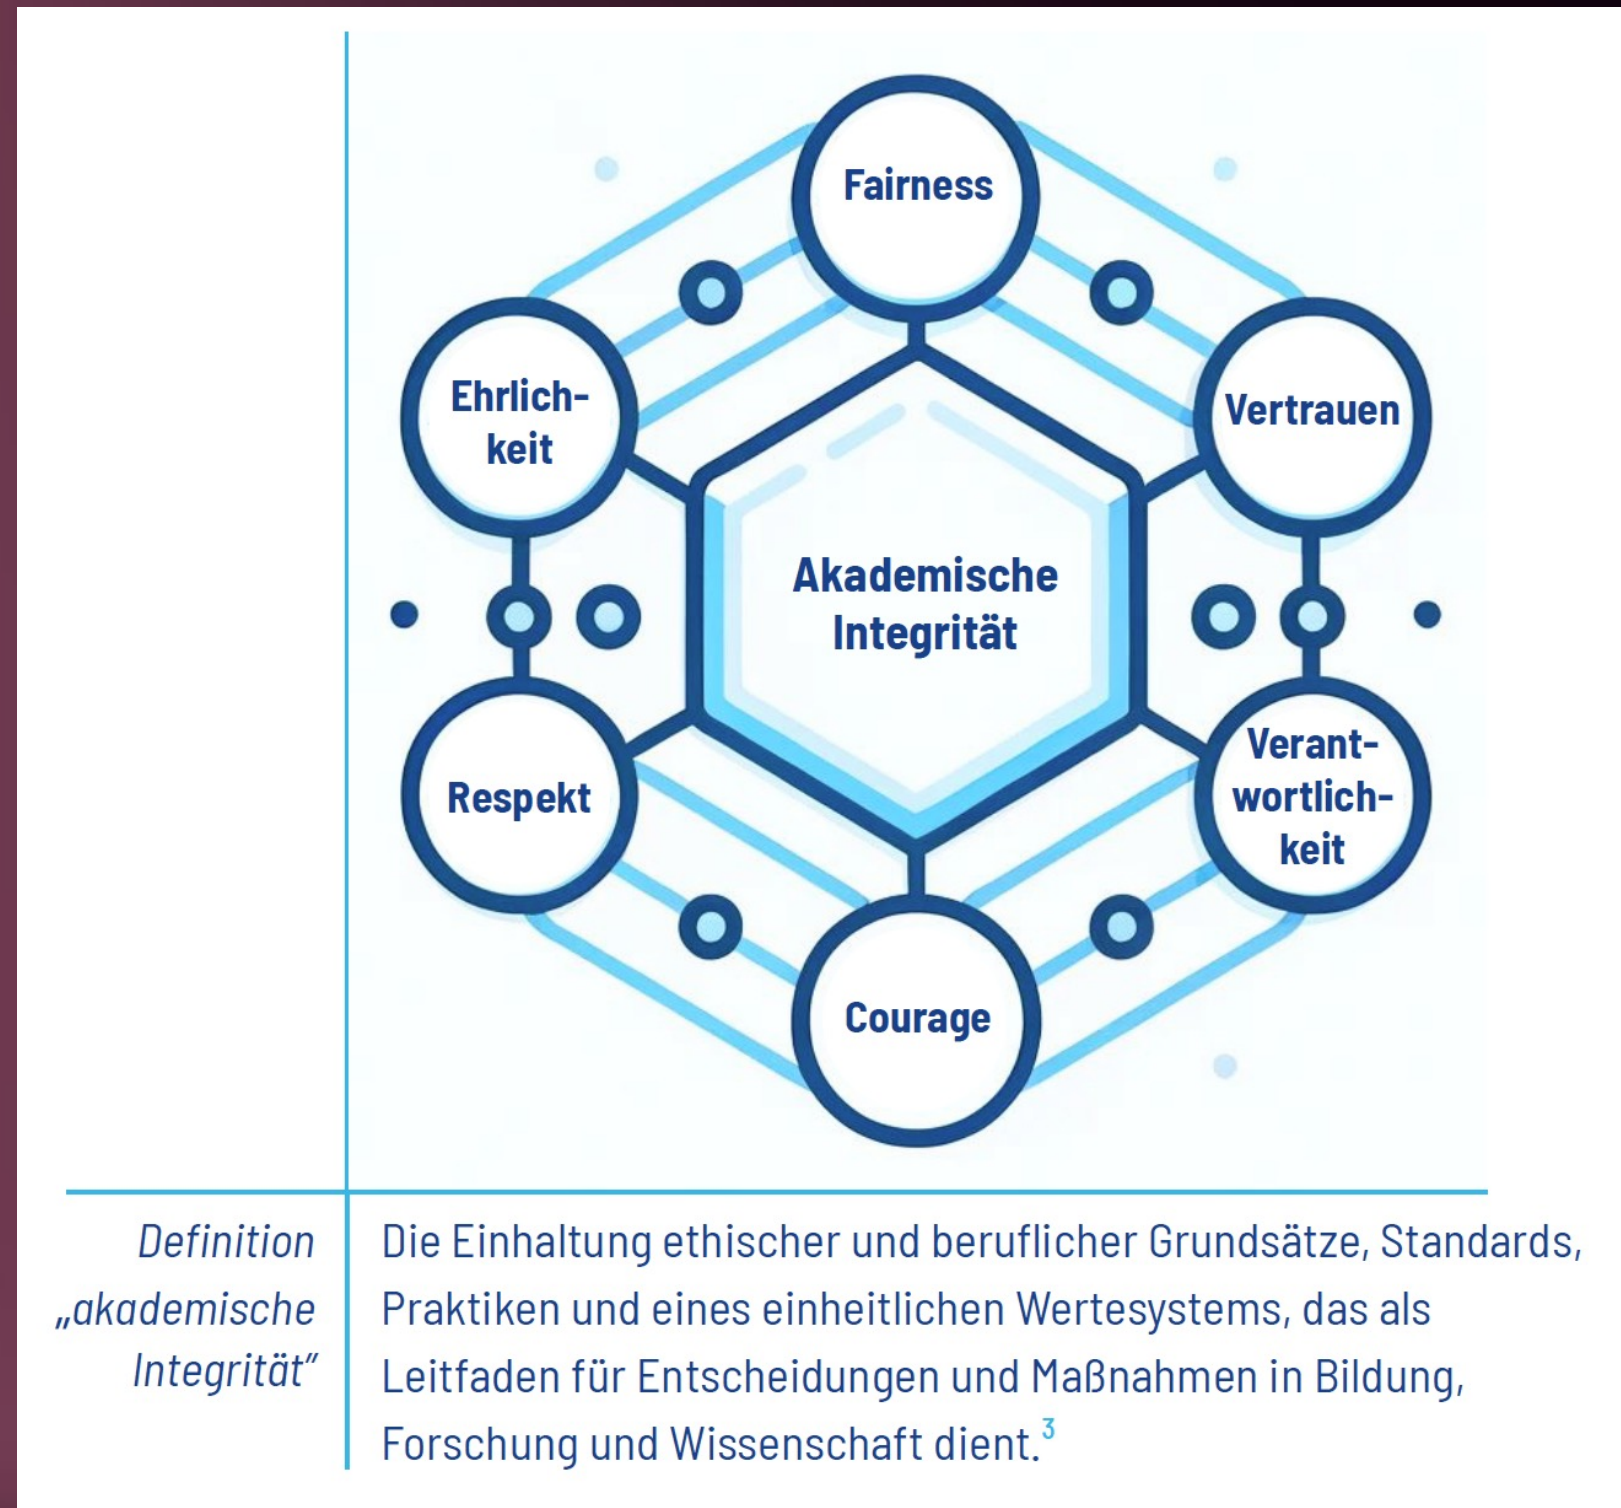 Fairness
Ehrlich-
keit
Vertrauen
Akademische
Integrität
Respekt
Verant-
wortlich-
keit
Courage
Definition
„akademische
Integrität”
Die Einhaltung ethischer und beruflicher Grundsätze, Standards,
Praktiken und eines einheitlichen Wertesystems, das als
Leitfaden für Entscheidungen und Maßnahmen in Bildung,
Forschung und Wissenschaft dient.³